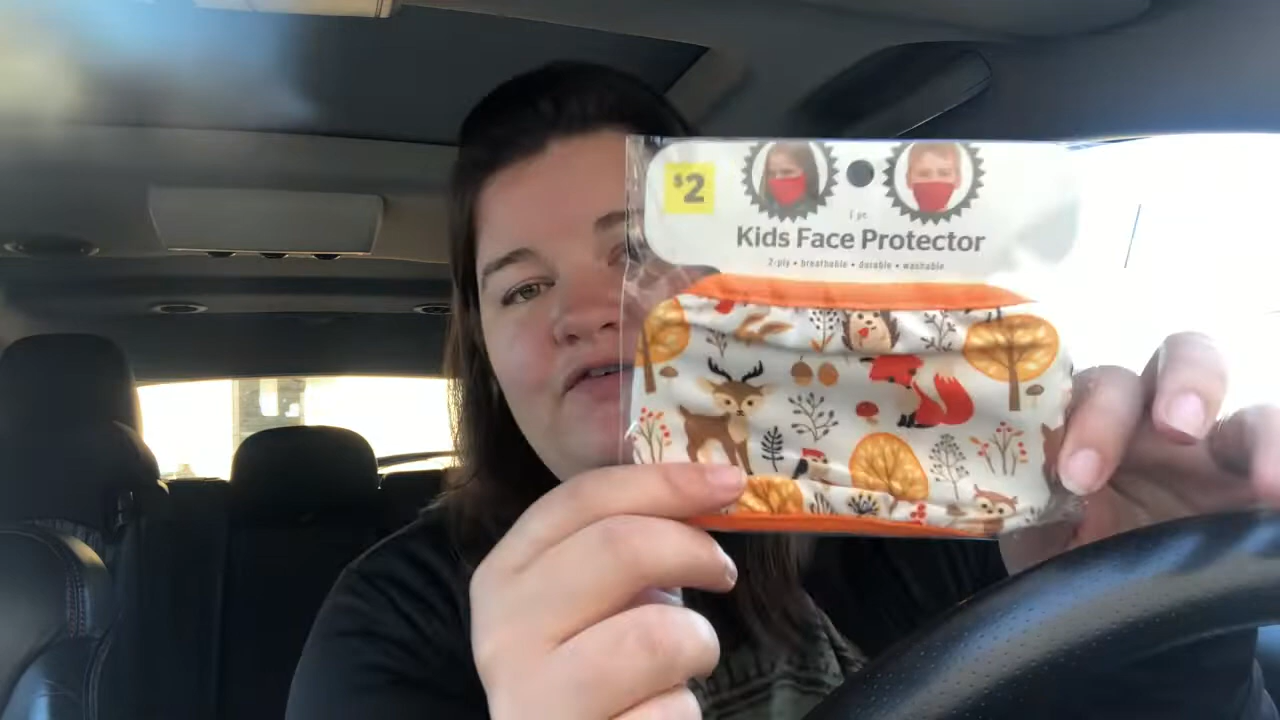 $2
1 pc
Kids Face Protector
2-ply • breathable • durable • washable